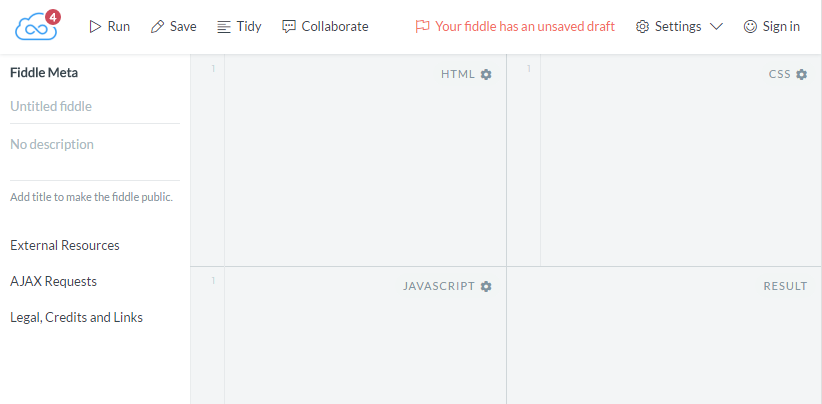 4
Run
Save
Tidy
Collaborate
Your fiddle has an unsaved draft
Settings
Sign in
Fiddle Meta
Untitled fiddle
No description
Add title to make the fiddle public.
External Resources
AJAX Requests
Legal, Credits and Links
1
HTML
1
CSS
1
JAVASCRIPT
RESULT